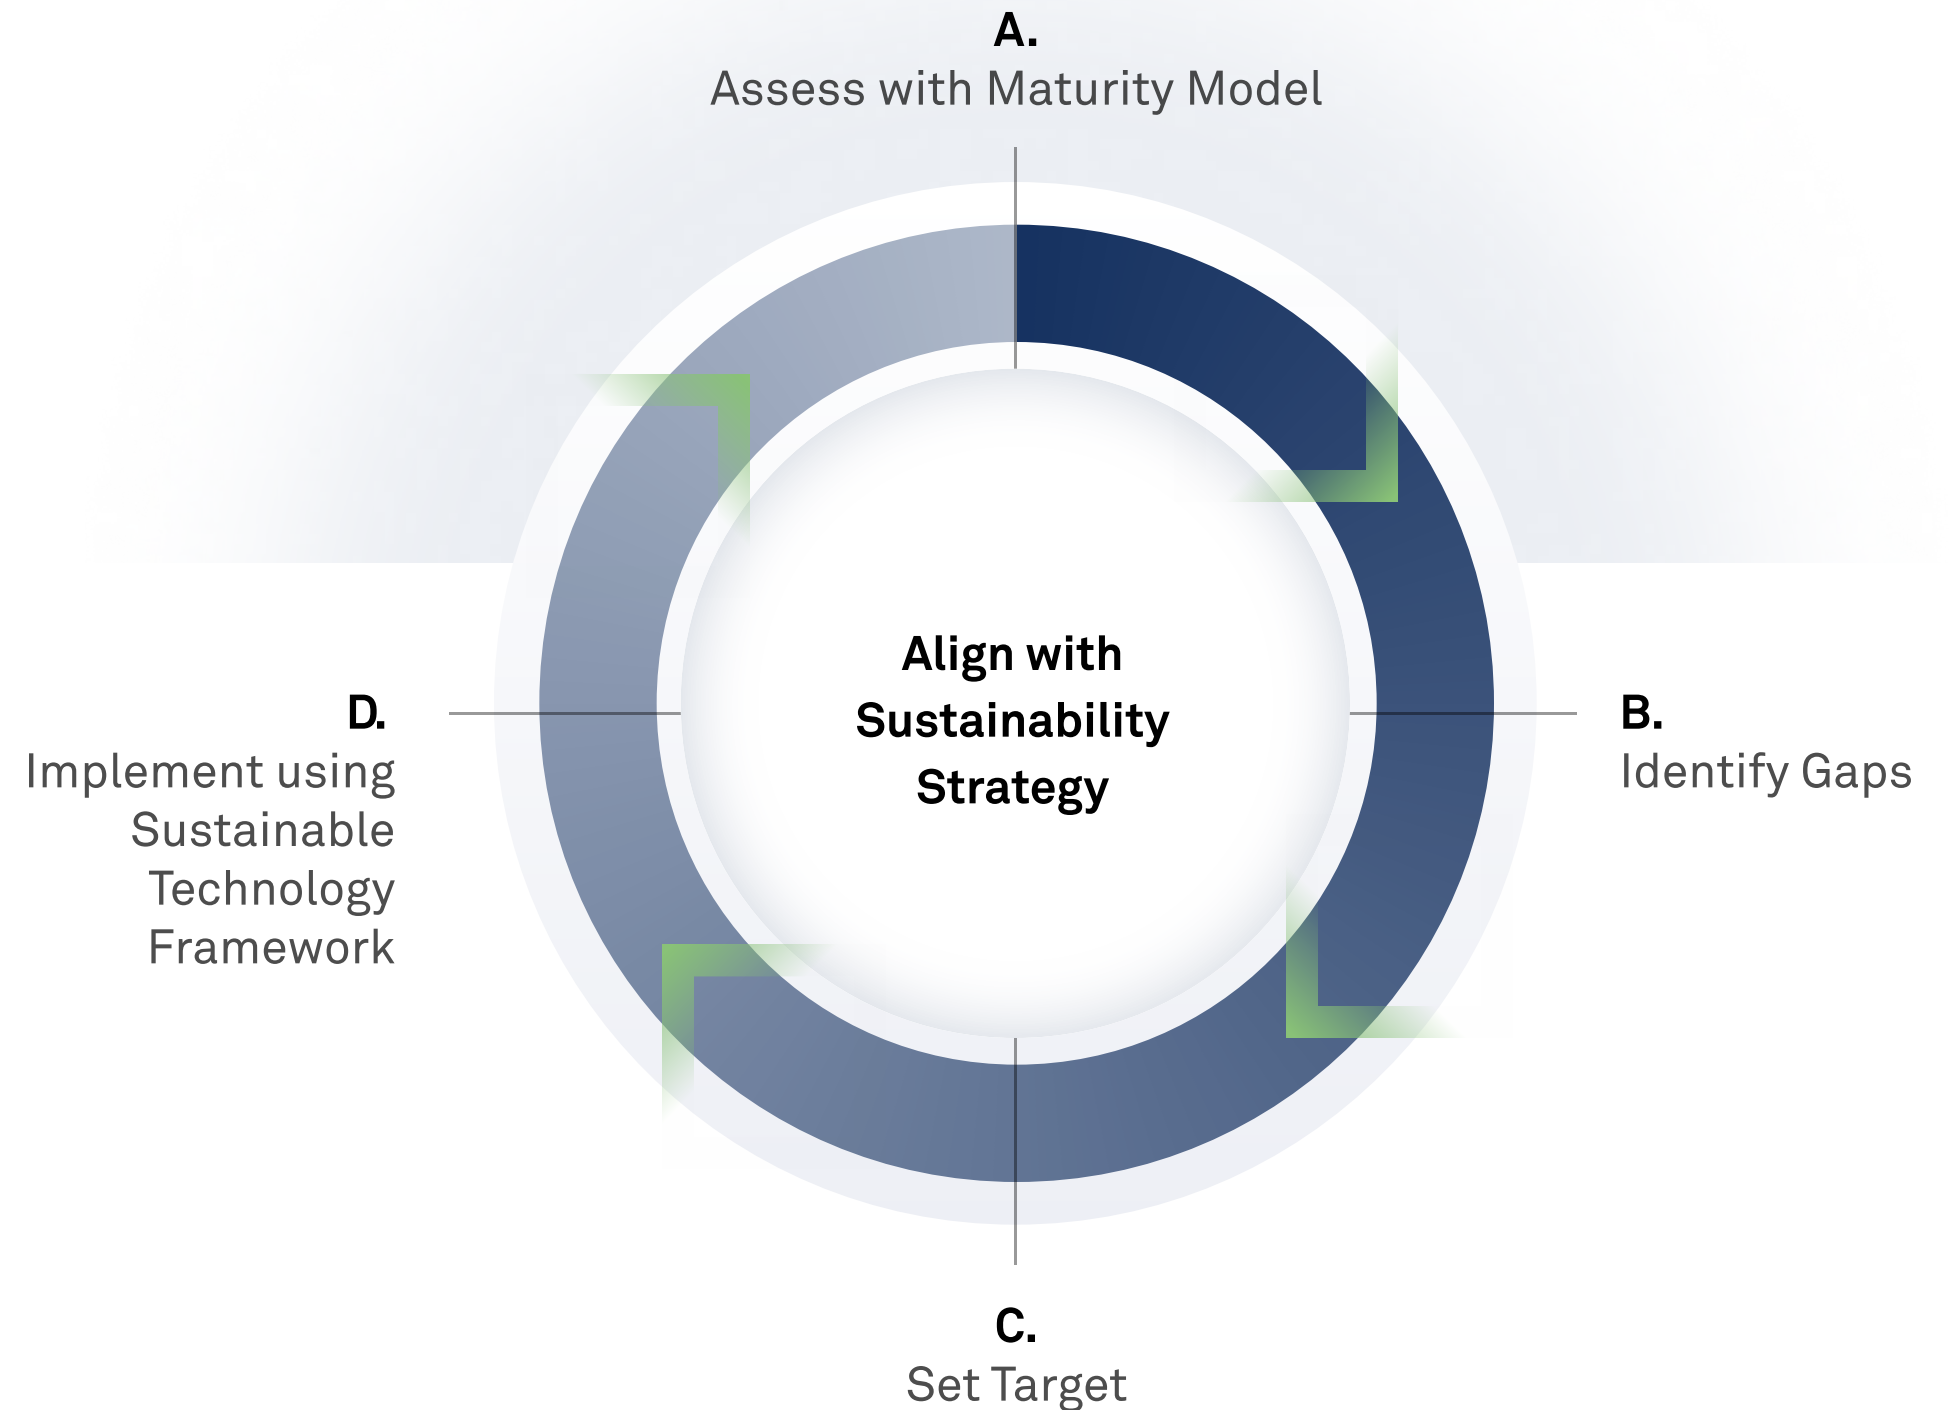 A.
Assess with Maturity Model
Align with
Sustainability
Strategy
B.
Identify Gaps
C.
Set Target
D.
Implement using
Sustainable
Technology
Framework